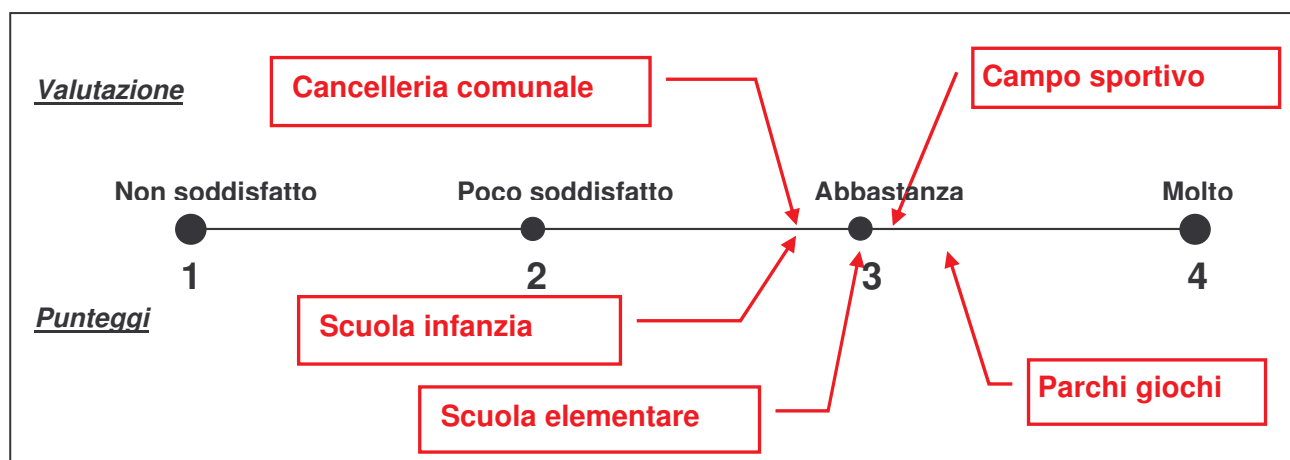 Cancelleria comunale
Campo sportivo
Valutazione
Non soddisfatto
Poco soddisfatto
Abbastanza
Molto
1
2
3
4
Punteggi
Scuola infanzia
Parchi giochi
Scuola elementare